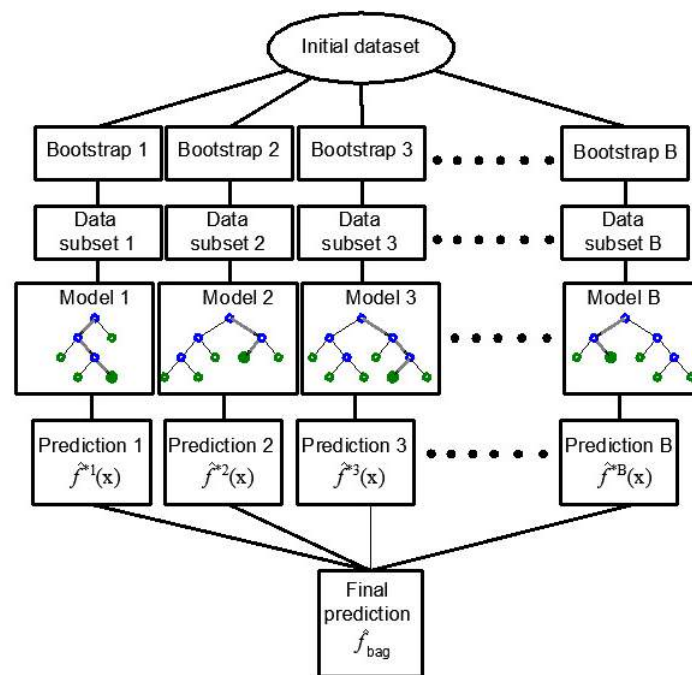 Initial dataset
Bootstrap 1
Bootstrap 2
Bootstrap 3
Bootstrap B
Data
subset 1
Data
subset 2
Data
subset 3
Data
subset B
Model 1
Model 2
Model 3
Model B
Prediction 1
f̂*1(x)
Prediction 2
f̂*2(x)
Prediction 3
f̂*3(x)
Prediction B
f̂*B(x)
Final
prediction
f̂bag